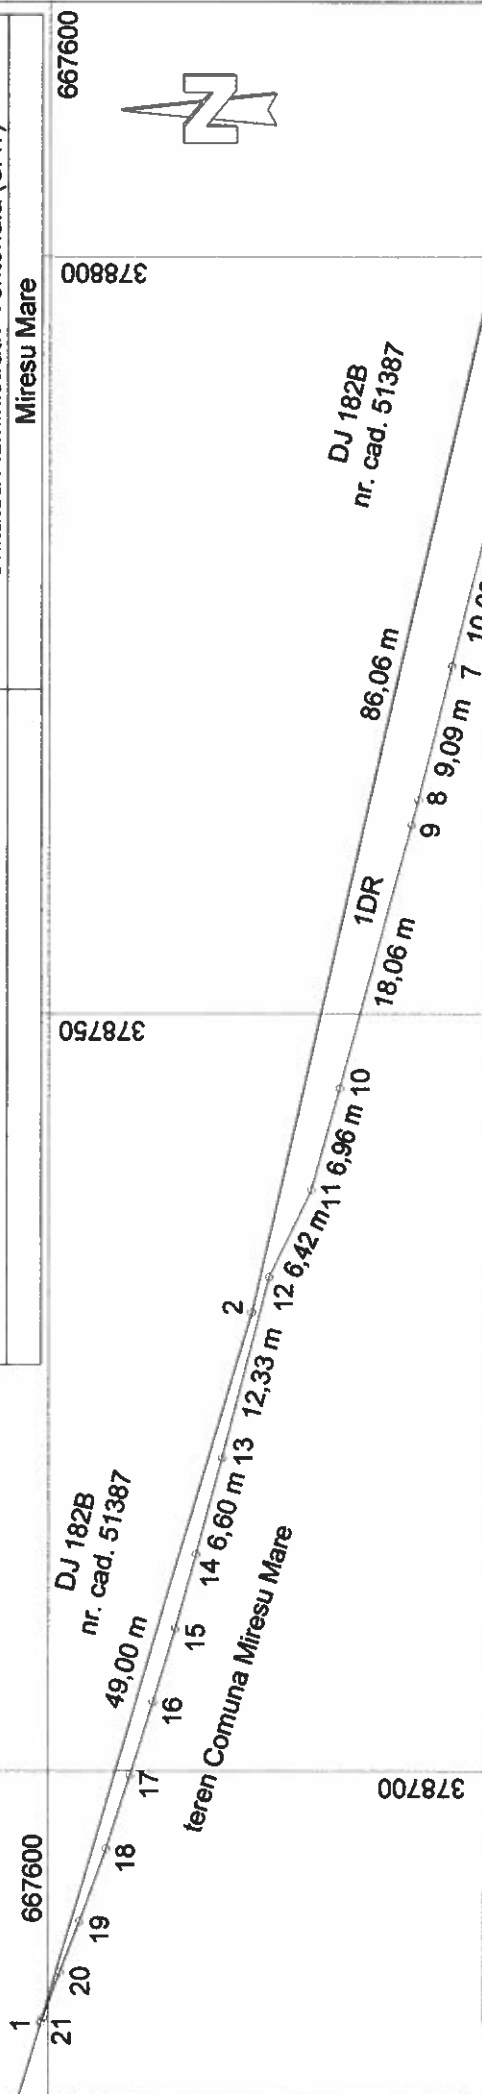 Miresu Mare
667600
N
378800
DJ 182B
nr. cad. 51387
86,06 m
7
9,09 m
8
9
1DR
18,06 m
378750
10
6,96 m
11
6,42 m
12
2
12,33 m
13
6,60 m
14
DJ 182B
nr. cad. 51387
49,00 m
15
16
teren Comuna Miresu Mare
17
378700
18
667600
19
20
1
21